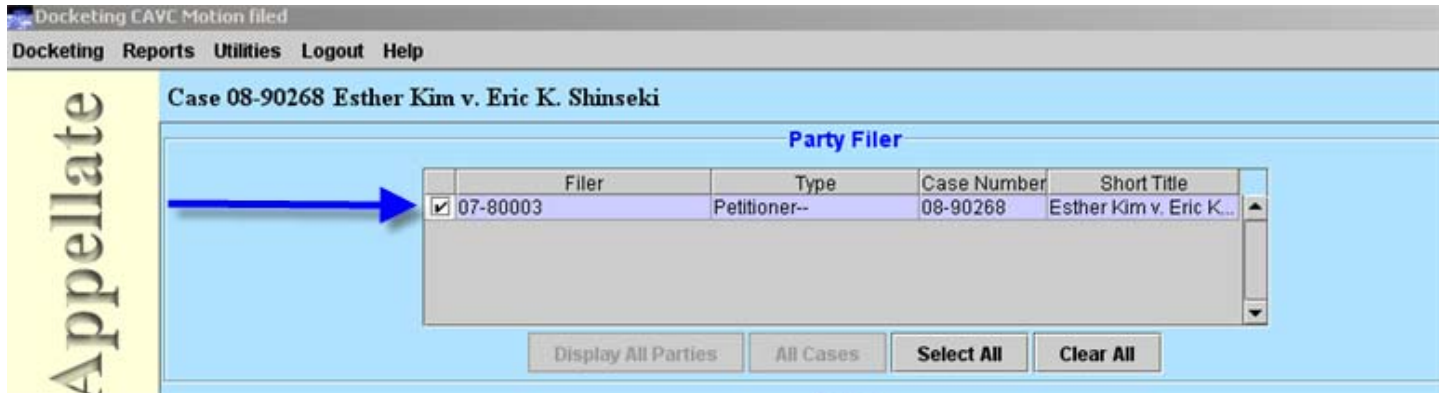 Docketing CAVC Motion filed
Docketing Reports Utilities Logout Help
Case 08-90268 Esther Kim v. Eric K. Shinseki
Appellate
Party Filer
Filer Type Case Number Short Title
07-80003 Petitioner-- 08-90268 Esther Kim v. Eric K...
Display All Parties All Cases Select All Clear All